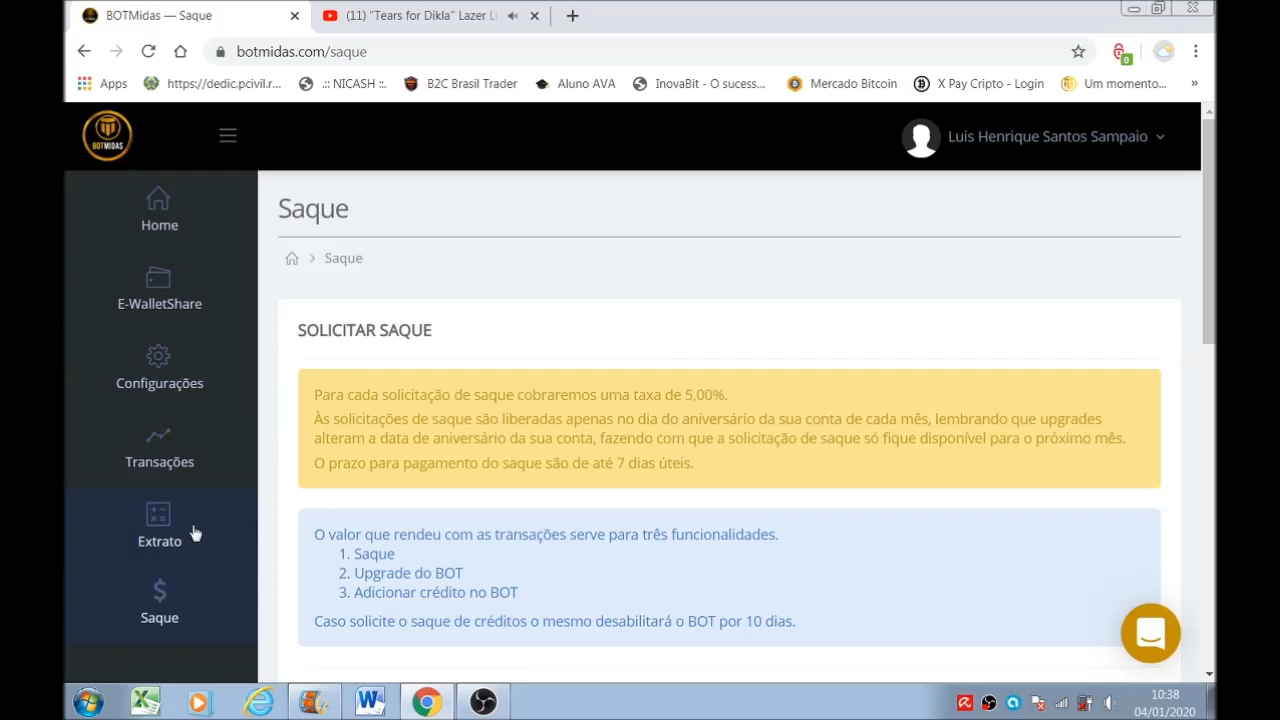 BOTMidas — Saque
(11) "Tears for Dikla" Lazer Ll
botmidas.com/saque
0
Apps
https://dedic.pcivil.r...
.:: NICASH ::.
B2C Brasil Trader
Aluno AVA
InovaBit - O sucess...
Mercado Bitcoin
X Pay Cripto - Login
Um momento...
»
BOTMIDAS
Luis Henrique Santos Sampaio
Home
E-WalletShare
Configurações
Transações
Extrato
Saque
Saque
Saque
SOLICITAR SAQUE
Para cada solicitação de saque cobraremos uma taxa de 5,00%.
Às solicitações de saque são liberadas apenas no dia do aniversário da sua conta de cada mês, lembrando que upgrades
alteram a data de aniversário da sua conta, fazendo com que a solicitação de saque só fique disponível para o próximo mês.
O prazo para pagamento do saque são de até 7 dias úteis.
O valor que rendeu com as transações serve para três funcionalidades.
1. Saque
2. Upgrade do BOT
3. Adicionar crédito no BOT
Caso solicite o saque de créditos o mesmo desabilitará o BOT por 10 dias.
10:38
04/01/2020